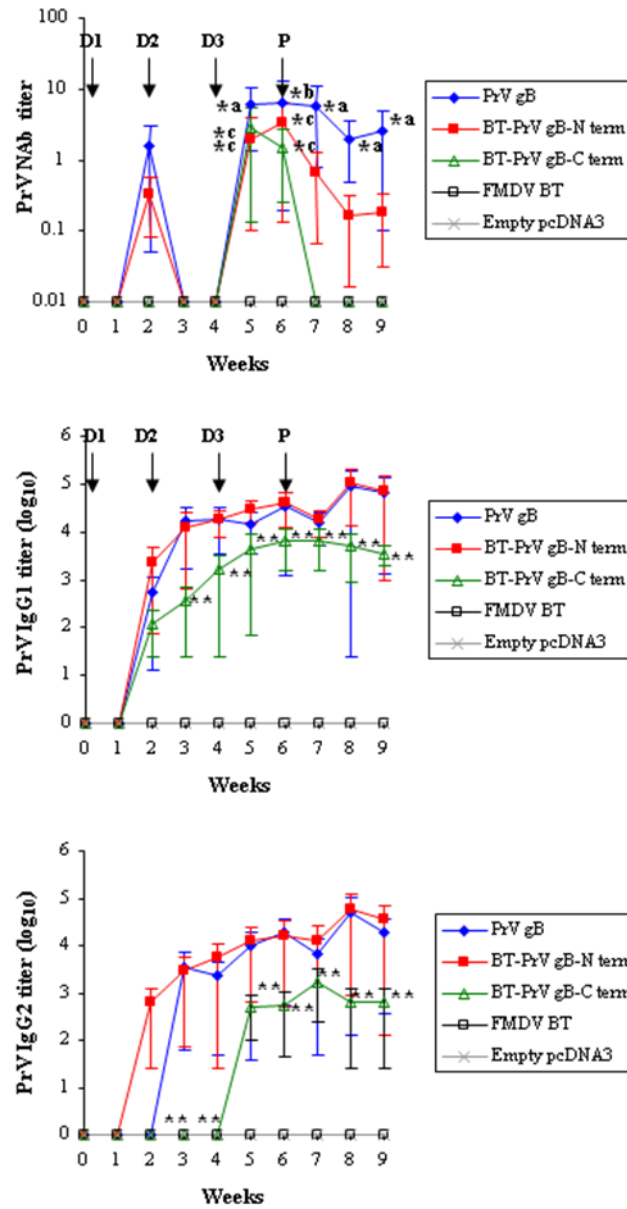 PrV NAb titer
100
10
1
0.1
0.01
D1 D2 D3 P
*a *b *a *a
*c *c *a
*c *c
0 1 2 3 4 5 6 7 8 9
Weeks
PrV gB
BT-PrV gB-N term
BT-PrV gB-C term
FMDV BT
Empty pcDNA3
PrV IgG1 titer (log10)
6
5
4
3
2
1
0
D1 D2 D3 P
** ** ** ** ** ** **
0 1 2 3 4 5 6 7 8 9
Weeks
PrV gB
BT-PrV gB-N term
BT-PrV gB-C term
FMDV BT
Empty pcDNA3
PrV IgG2 titer (log10)
6
5
4
3
2
1
0
** ** ** ** ** ** **
0 1 2 3 4 5 6 7 8 9
Weeks
PrV gB
BT-PrV gB-N term
BT-PrV gB-C term
FMDV BT
Empty pcDNA3